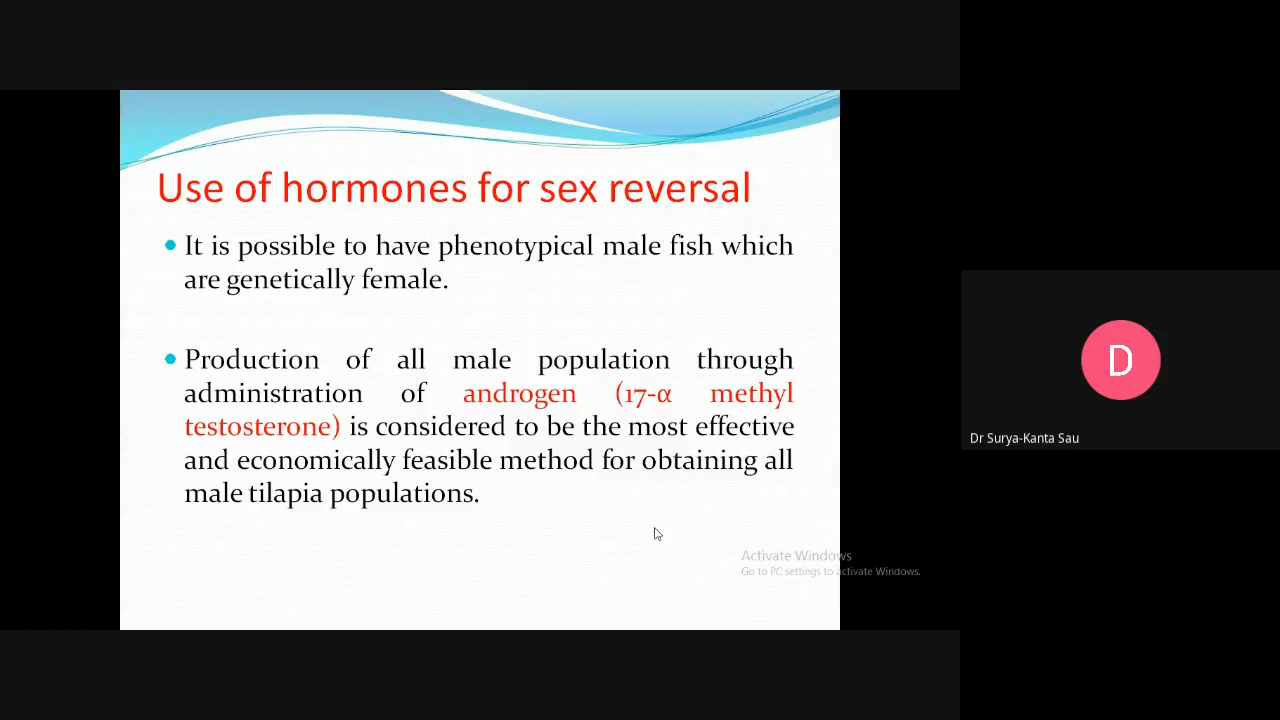 Use of hormones for sex reversal
It is possible to have phenotypical male fish which
are genetically female.
Production of all male population through
administration of androgen (17-α methyl
testosterone) is considered to be the most effective
and economically feasible method for obtaining all
male tilapia populations.
Activate Windows
Go to PC settings to activate Windows.
D
Dr Surya-Kanta Sau